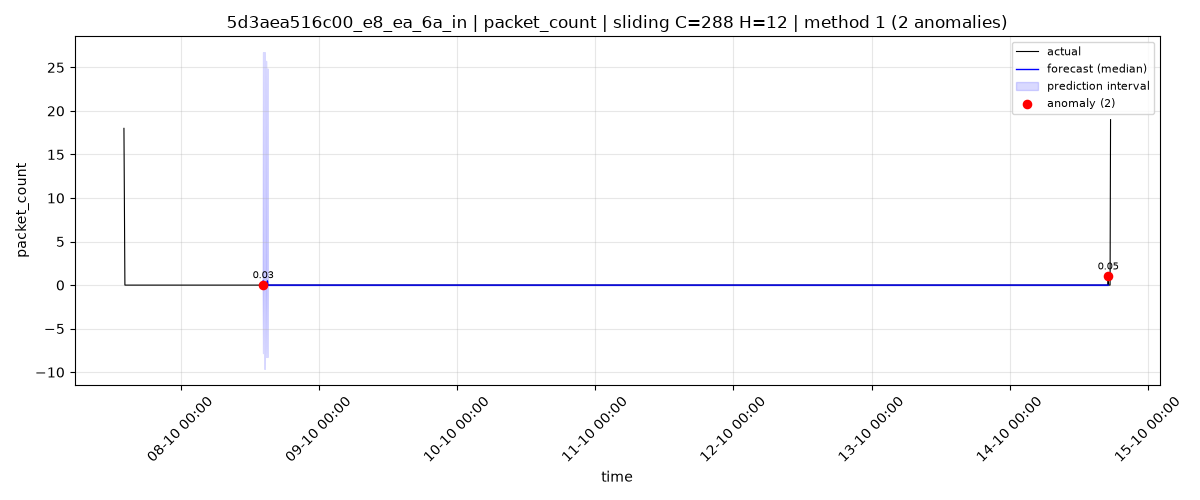 5d3aea516c00_e8_ea_6a_in | packet_count | sliding C=288 H=12 | method 1 (2 anomalies)
actual
forecast (median)
prediction interval
anomaly (2)
25
20
15
10
5
0
−5
−10
packet_count
0.03
0.05
08-10 00:00
09-10 00:00
10-10 00:00
11-10 00:00
12-10 00:00
13-10 00:00
14-10 00:00
15-10 00:00
time